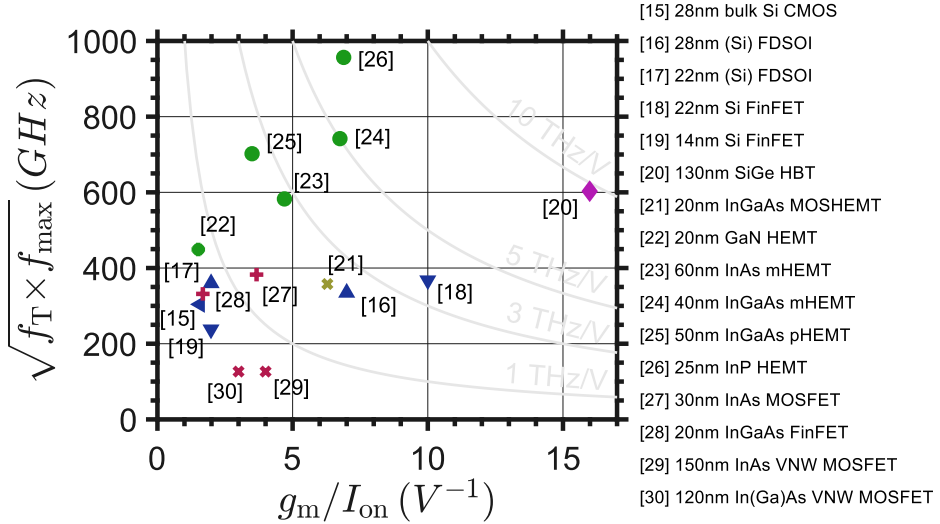 1000
800
600
400
200
0
0
5
10
15
√fT × fmax (GHz)
gm/Ion (V−1)
[26]
[25]
[24]
[23]
[22]
[20]
[21]
[17]
[28]
[27]
[16]
[18]
[15]
[19]
[30]
[29]
10 THz/V
5 THz/V
3 THz/V
1 THz/V
[15] 28nm bulk Si CMOS
[16] 28nm (Si) FDSOI
[17] 22nm (Si) FDSOI
[18] 22nm Si FinFET
[19] 14nm Si FinFET
[20] 130nm SiGe HBT
[21] 20nm InGaAs MOSHEMT
[22] 20nm GaN HEMT
[23] 60nm InAs mHEMT
[24] 40nm InGaAs mHEMT
[25] 50nm InGaAs pHEMT
[26] 25nm InP HEMT
[27] 30nm InAs MOSFET
[28] 20nm InGaAs FinFET
[29] 150nm InAs VNW MOSFET
[30] 120nm In(Ga)As VNW MOSFET